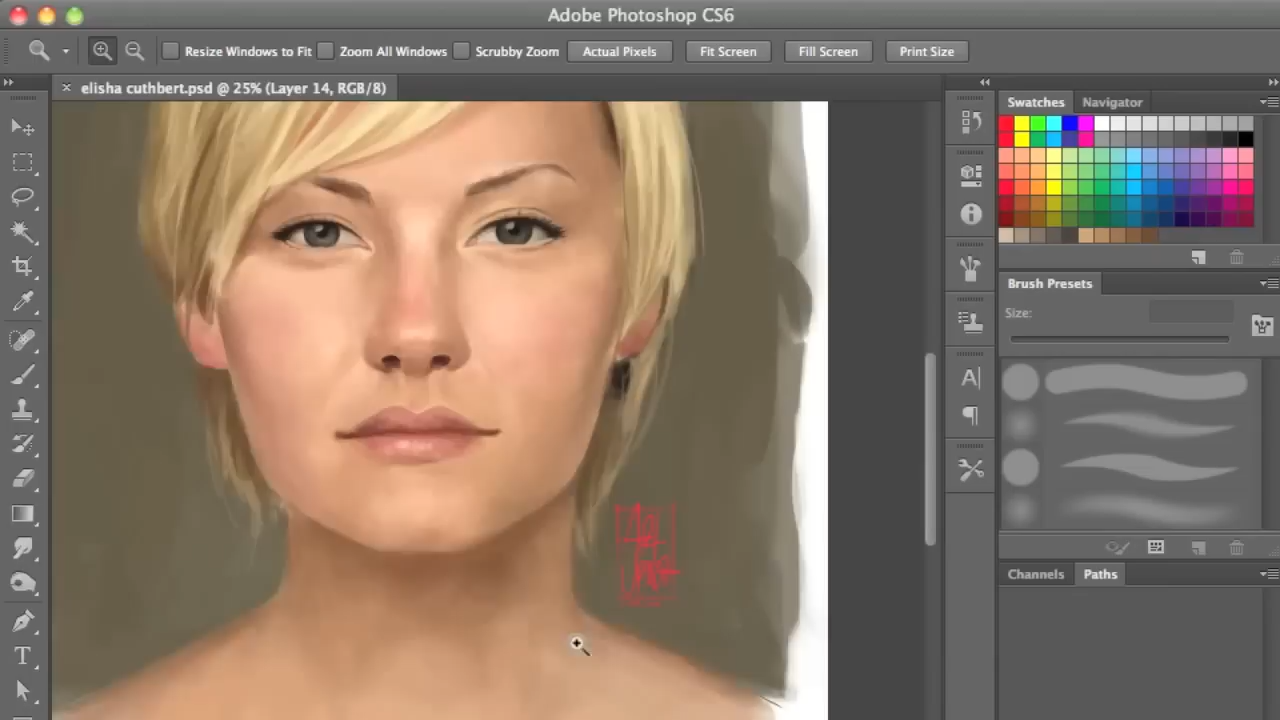 Adobe Photoshop CS6
Resize Windows to Fit Zoom All Windows Scrubby Zoom Actual Pixels Fit Screen Fill Screen Print Size
elisha cuthbert.psd @ 25% (Layer 14, RGB/8)
Swatches Navigator
Brush Presets
Size:
A
T
Channels Paths